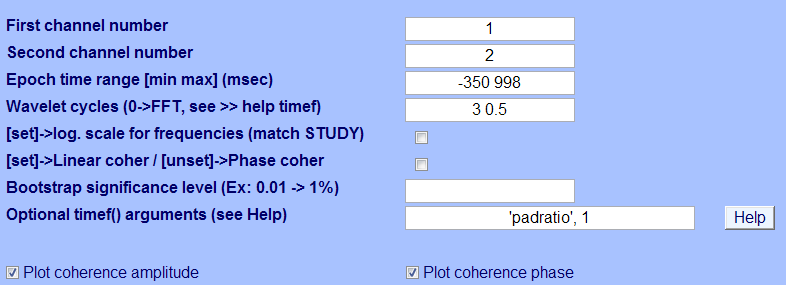 First channel number 1
Second channel number 2
Epoch time range [min max] (msec) -350 998
Wavelet cycles (0->FFT, see >> help timef) 3 0.5
[set]->log. scale for frequencies (match STUDY)
[set]->Linear coher / [unset]->Phase coher
Bootstrap significance level (Ex: 0.01 -> 1%)
Optional timef() arguments (see Help) 'padratio', 1 Help
Plot coherence amplitude Plot coherence phase